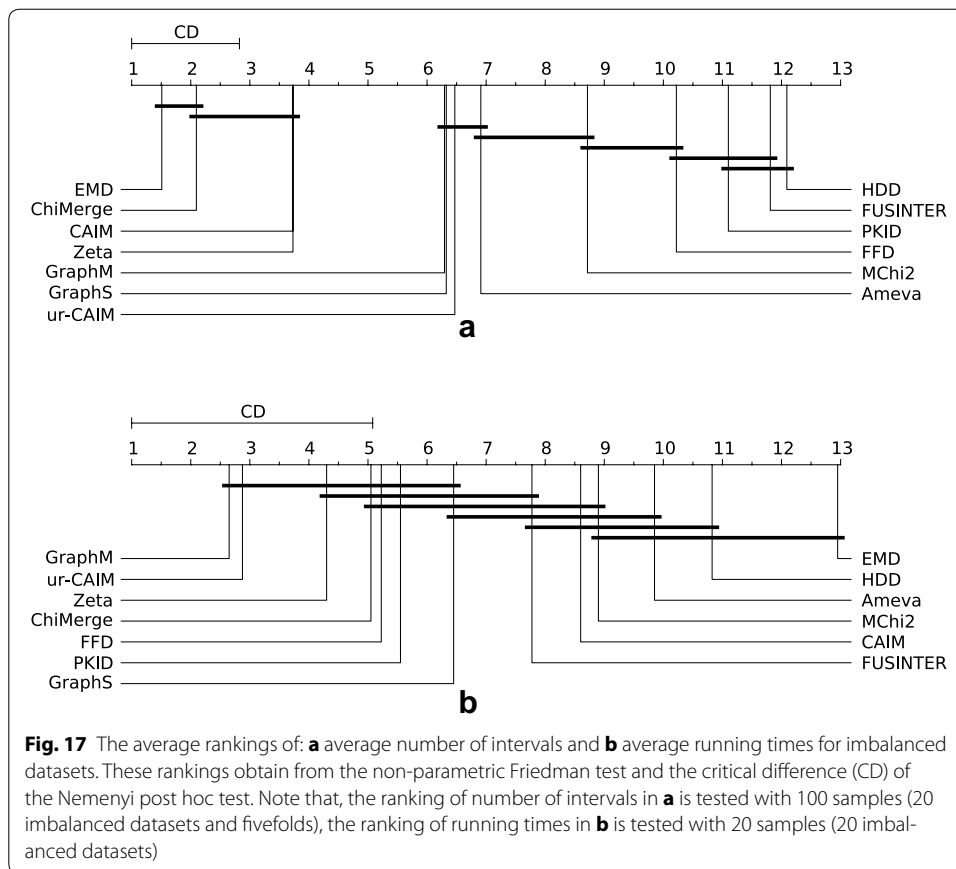 CD
1 2 3 4 5 6 7 8 9 10 11 12 13
EMD HDD
ChiMerge FUSINTER
CAIM PKID
Zeta FFD
GraphM MChi2
GraphS Ameva
ur-CAIM
a
CD
1 2 3 4 5 6 7 8 9 10 11 12 13
GraphM EMD
ur-CAIM HDD
Zeta Ameva
ChiMerge MChi2
FFD CAIM
PKID FUSINTER
GraphS
b
Fig. 17 The average rankings of: a average number of intervals and b average running times for imbalanced
datasets. These rankings obtain from the non-parametric Friedman test and the critical difference (CD) of
the Nemenyi post hoc test. Note that, the ranking of number of intervals in a is tested with 100 samples (20
imbalanced datasets and fivefolds), the ranking of running times in b is tested with 20 samples (20 imbal-
anced datasets)